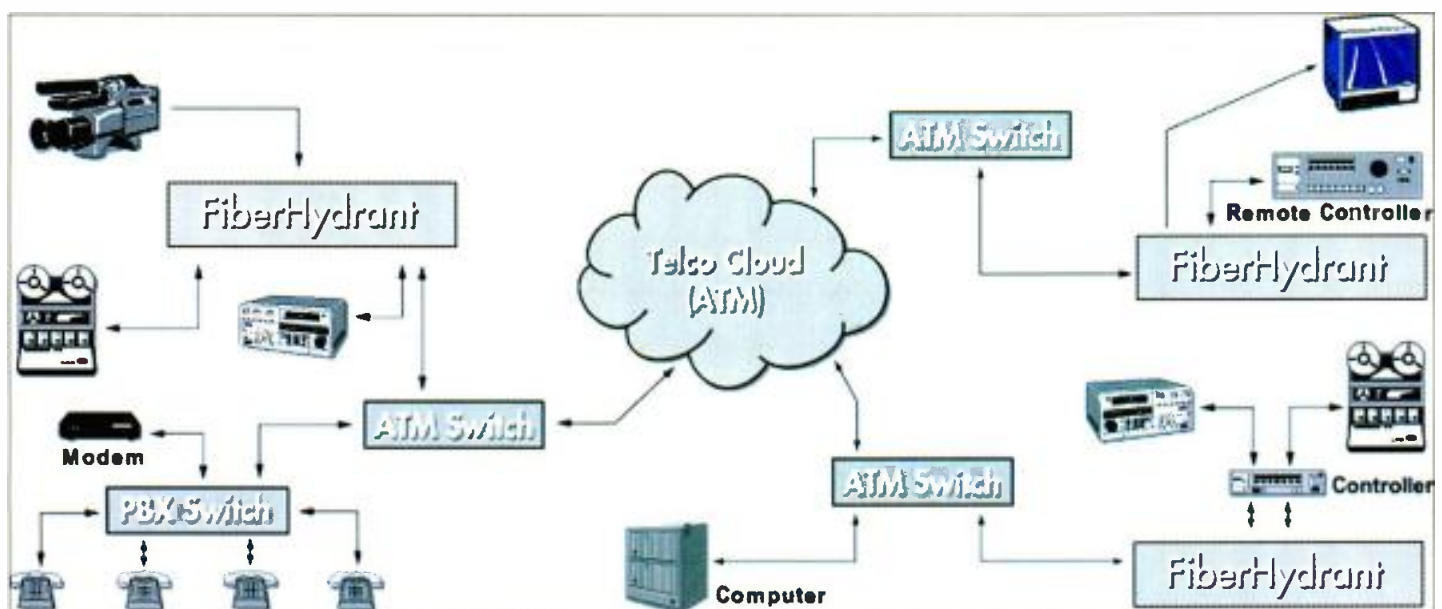 ATM Switch
FiberHydrant
Remote Controller
Telco Cloud
(ATM)
FiberHydrant
ATM Switch
Modem
ATM Switch
Controller
PBX Switch
FiberHydrant
Computer